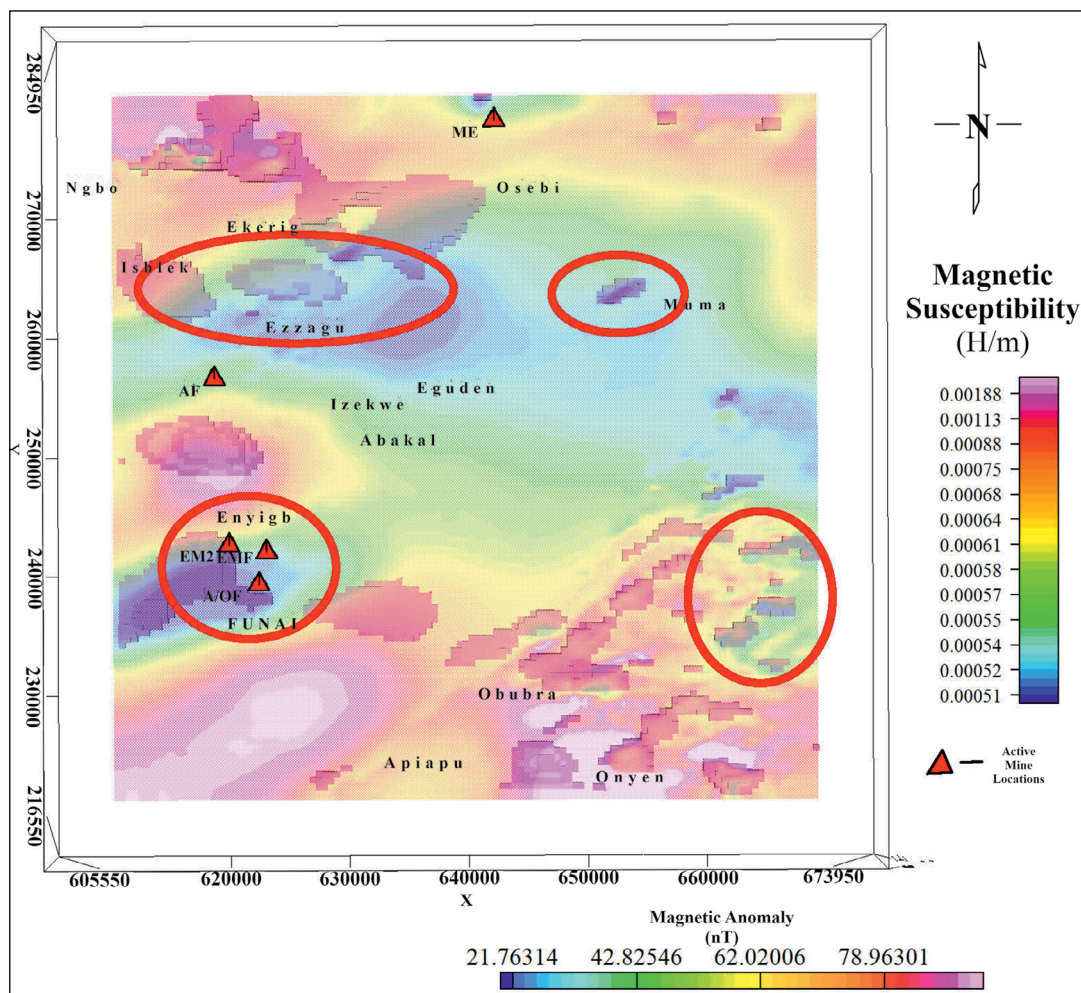 284950
270000
260000
250000
240000
230000
216550
Y
605550
620000
630000
640000
650000
660000
673950
X
ME
Ngbo
Osebi
Ekerig
Isblek
Muma
Ezzagu
AF
Eguden
Izekwe
Abakal
Enyigb
EM2
EMF
A/OF
FUNAI
Obubra
Apiapu
Onyen
N
Magnetic
Susceptibility
(H/m)
0.00188
0.00113
0.00088
0.00075
0.00068
0.00064
0.00061
0.00058
0.00057
0.00055
0.00054
0.00052
0.00051
Active
Mine
Locations
Magnetic Anomaly
(nT)
21.76314 42.82546 62.02006 78.96301